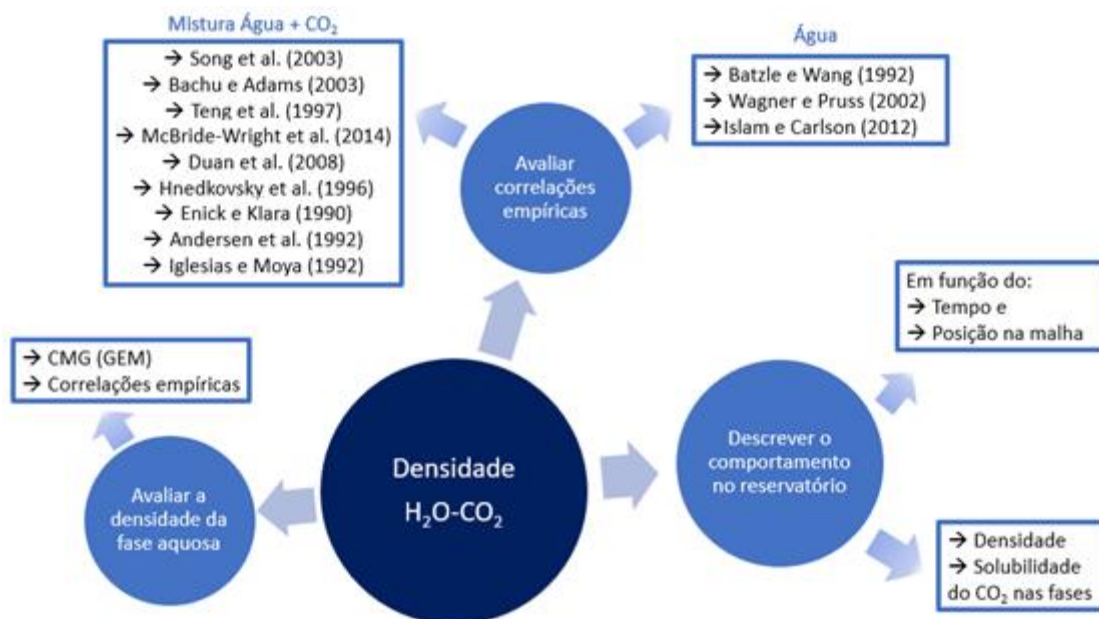 Mistura Água + CO₂
→ Song et al. (2003)
→ Bachu e Adams (2003)
→ Teng et al. (1997)
→ McBride-Wright et al. (2014)
→ Duan et al. (2008)
→ Hnedkovsky et al. (1996)
→ Enick e Klara (1990)
→ Andersen et al. (1992)
→ Iglesias e Moya (1992)
Água
→ Batzle e Wang (1992)
→ Wagner e Pruss (2002)
→Islam e Carlson (2012)
Avaliar
correlações
empíricas
Em função do:
→ Tempo e
→ Posição na malha
→ CMG (GEM)
→ Correlações empíricas
Avaliar a
densidade da
fase aquosa
Densidade
H₂O-CO₂
Descrever o
comportamento
no reservatório
→ Densidade
→ Solubilidade
do CO₂ nas fases